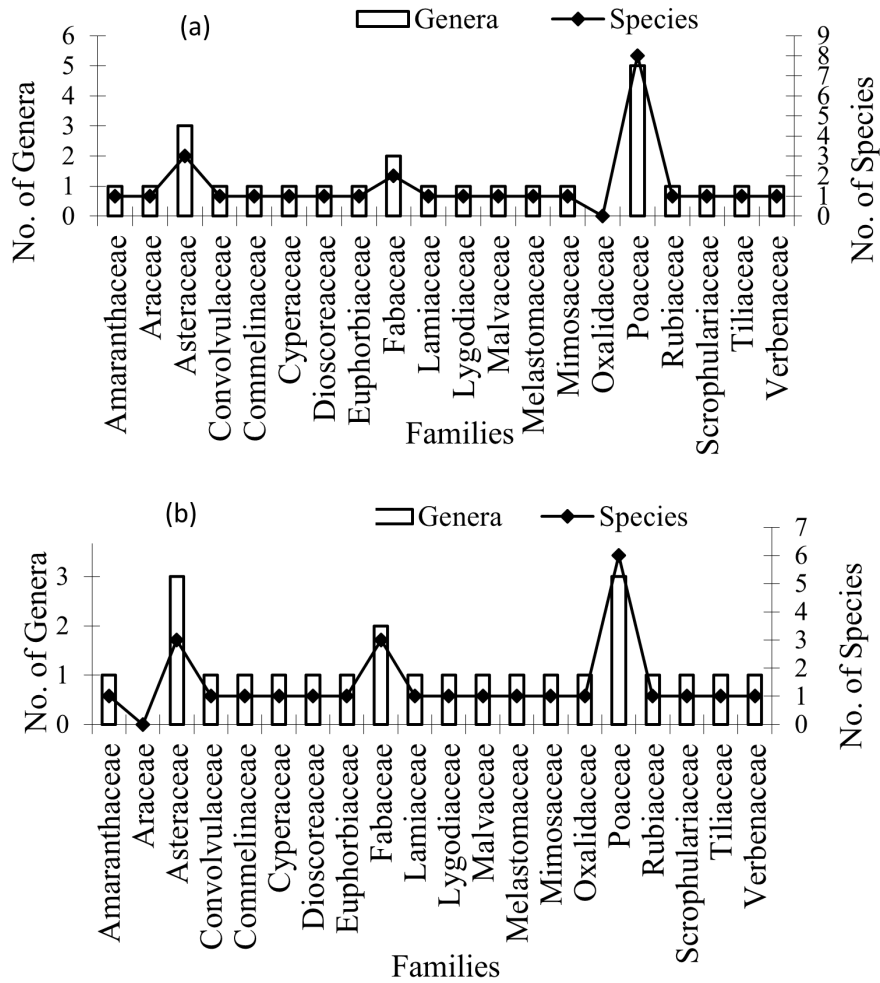 (a)
Genera
Species
No. of Genera
6
5
4
3
2
1
0
9
8
7
6
5
4
3
2
1
0
No. of Species
Amaranthaceae
Araceae
Asteraceae
Convolvulaceae
Commelinaceae
Cyperaceae
Dioscoreaceae
Euphorbiaceae
Fabaceae
Lamiaceae
Lygodiaceae
Malvaceae
Melastomaceae
Mimosaceae
Oxalidaceae
Poaceae
Rubiaceae
Scrophulariaceae
Tiliaceae
Verbenaceae
Families
(b)
Genera
Species
No. of Genera
3
2
1
0
7
6
5
4
3
2
1
0
No. of Species
Amaranthaceae
Araceae
Asteraceae
Convolvulaceae
Commelinaceae
Cyperaceae
Dioscoreaceae
Euphorbiaceae
Fabaceae
Lamiaceae
Lygodiaceae
Malvaceae
Melastomaceae
Mimosaceae
Oxalidaceae
Poaceae
Rubiaceae
Scrophulariaceae
Tiliaceae
Verbenaceae
Families